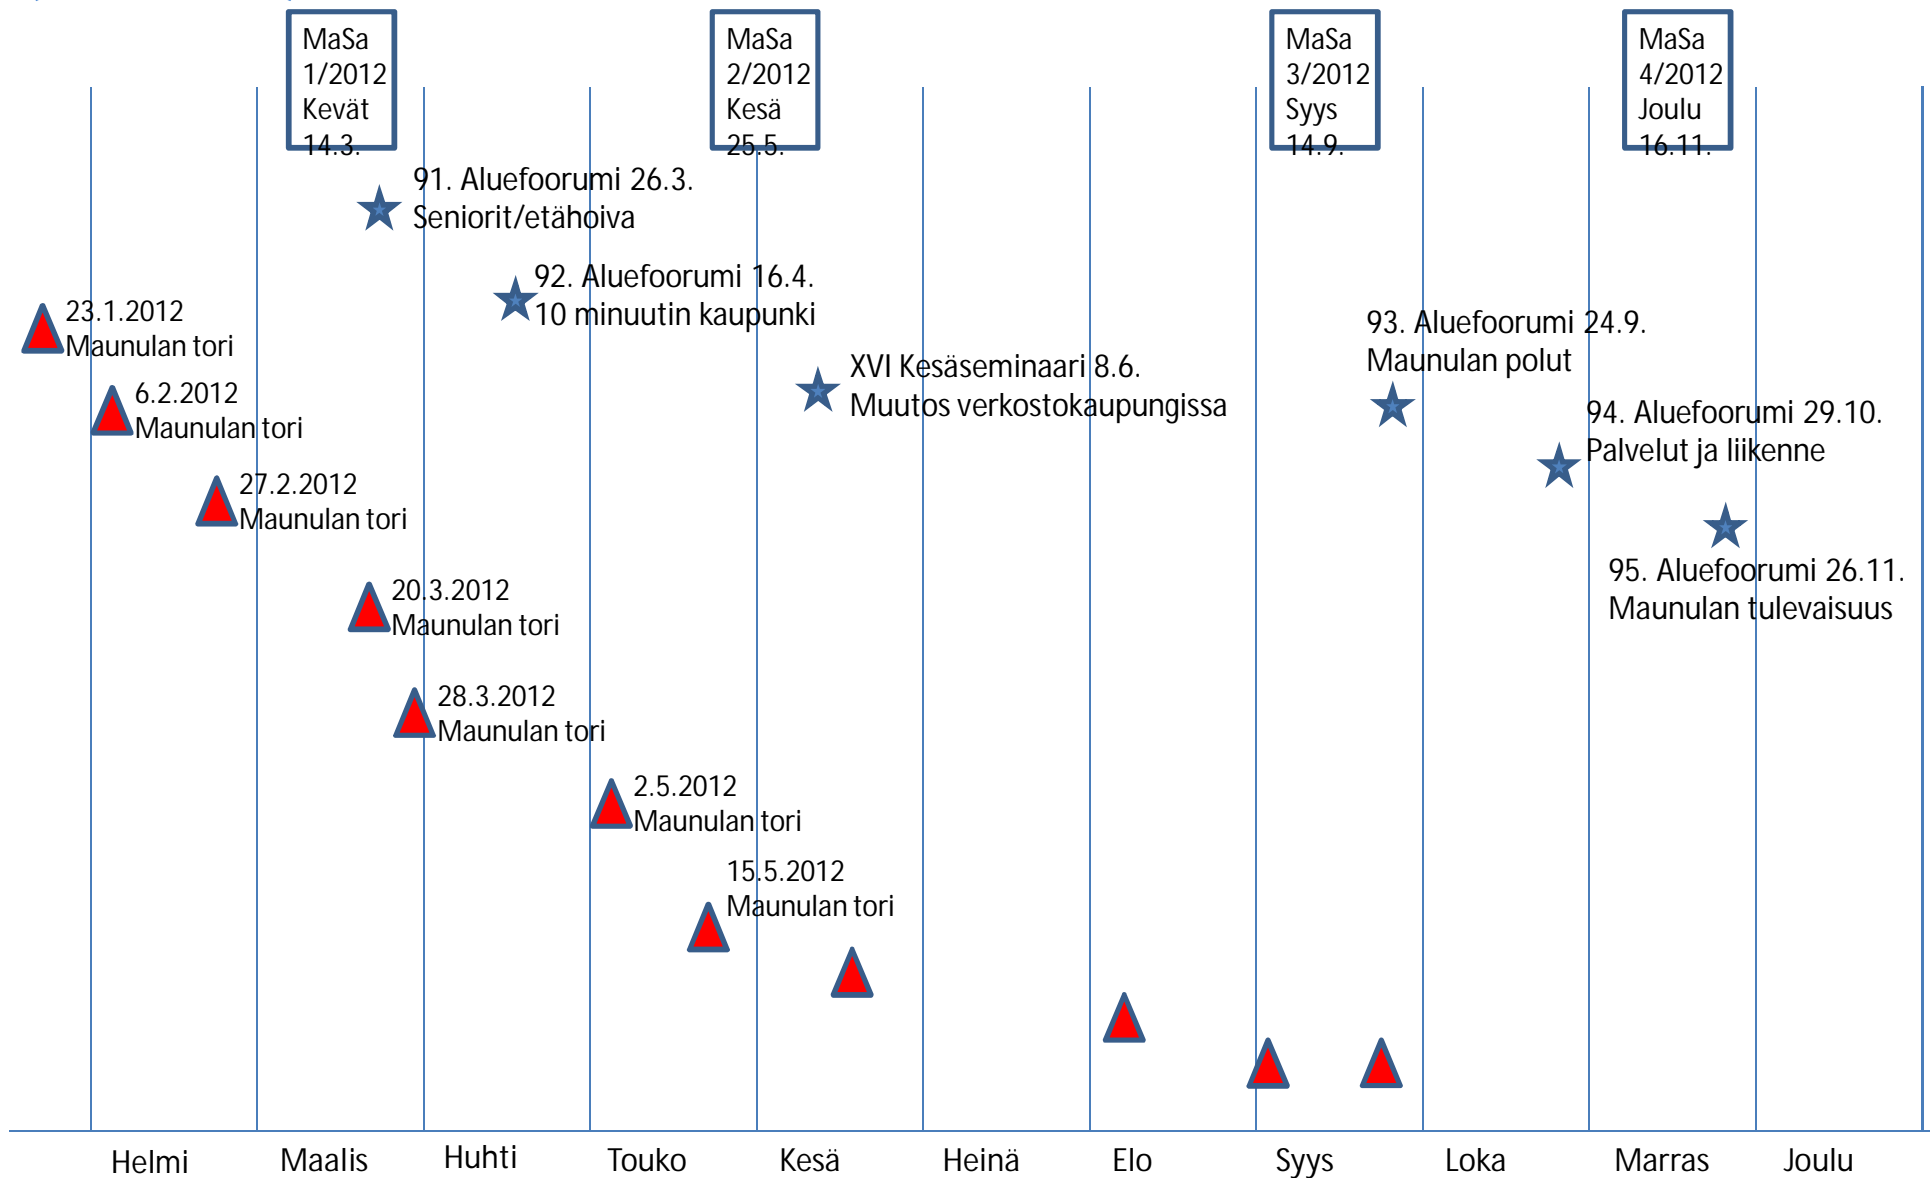 MaSa
1/2012
Kevät
14.3.
MaSa
2/2012
Kesä
25.5.
MaSa
3/2012
Syys
14.9.
MaSa
4/2012
Joulu
16.11.
91. Aluefoorumi 26.3.
Seniorit/etähoiva
92. Aluefoorumi 16.4.
10 minuutin kaupunki
23.1.2012
Maunulan tori
93. Aluefoorumi 24.9.
Maunulan polut
XVI Kesäseminaari 8.6.
Muutos verkostokaupungissa
6.2.2012
Maunulan tori
94. Aluefoorumi 29.10.
Palvelut ja liikenne
27.2.2012
Maunulan tori
95. Aluefoorumi 26.11.
Maunulan tulevaisuus
20.3.2012
Maunulan tori
28.3.2012
Maunulan tori
2.5.2012
Maunulan tori
15.5.2012
Maunulan tori
Helmi
Maalis
Huhti
Touko
Kesä
Heinä
Elo
Syys
Loka
Marras
Joulu